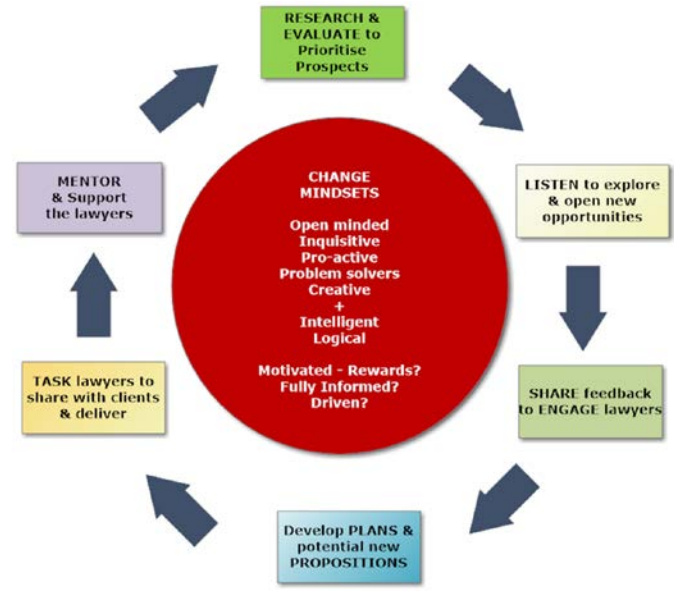 RESEARCH &
EVALUATE to
Prioritise
Prospects
LISTEN to explore
& open new
opportunities
SHARE feedback
to ENGAGE lawyers
Develop PLANS &
potential new
PROPOSITIONS
TASK lawyers to
share with clients
& deliver
MENTOR
& Support
the lawyers
CHANGE
MINDSETS
Open minded
Inquisitive
Pro-active
Problem solvers
Creative
+
Intelligent
Logical
Motivated - Rewards?
Fully Informed?
Driven?